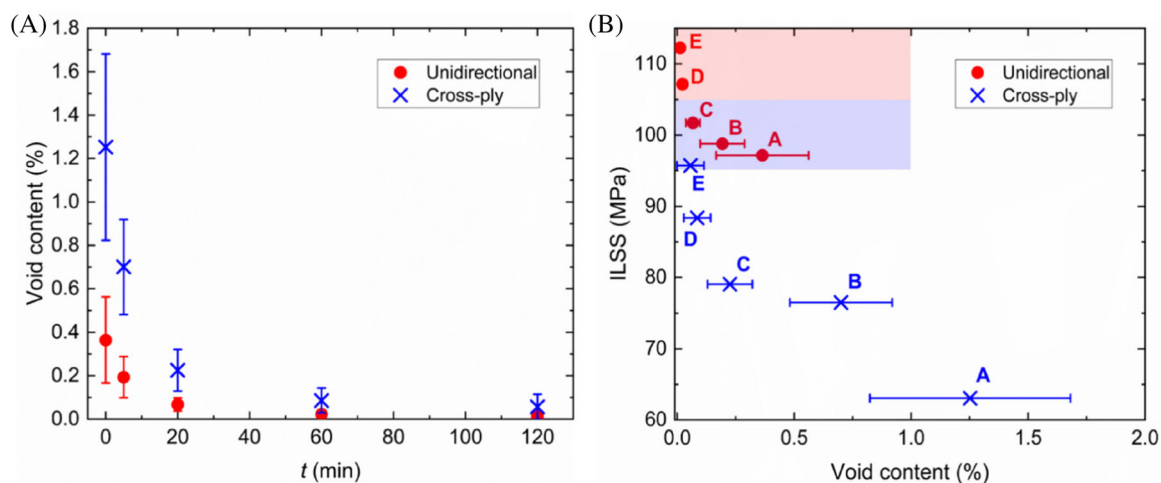 (A)
1.8
1.6
1.4
1.2
1.0
0.8
0.6
0.4
0.2
0.0
Void content (%)
Unidirectional
Cross-ply
0 20 40 60 80 100 120
t (min)
(B)
110
100
90
80
70
60
ILSS (MPa)
Unidirectional
Cross-ply
E
D
C
B
A
E
D
C
B
A
0.0 0.5 1.0 1.5 2.0
Void content (%)